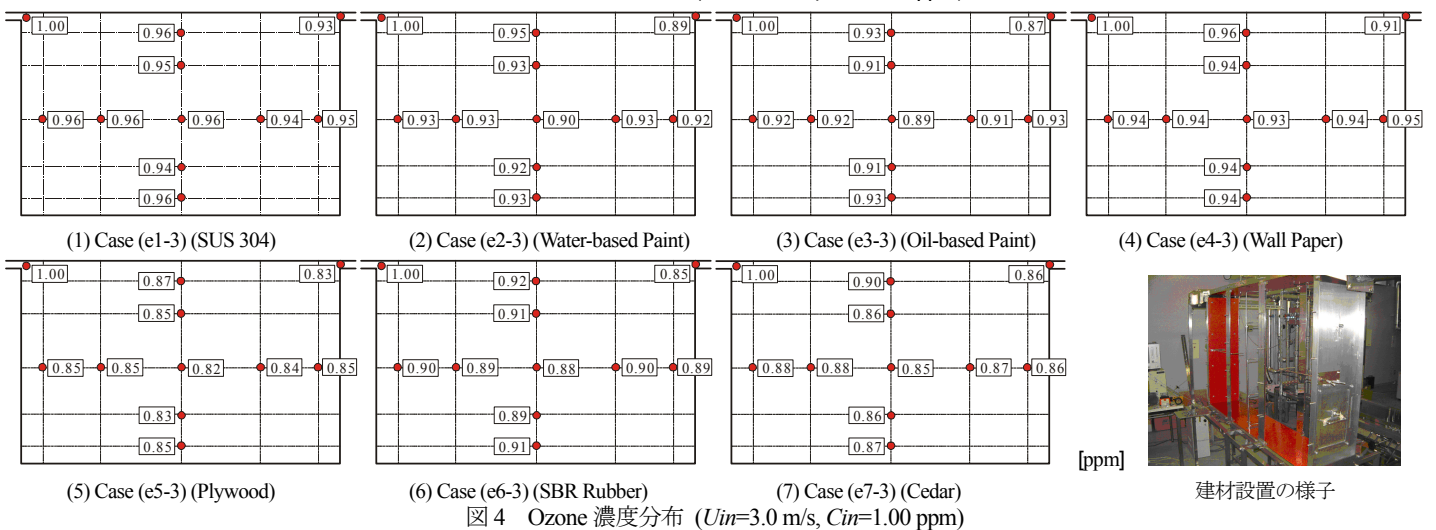 1.00 0.96 0.93
0.95
0.96 0.96 0.96 0.94 0.95
0.94
0.96
(1) Case (e1-3) (SUS 304)
1.00 0.95 0.89
0.93
0.93 0.93 0.90 0.93 0.92
0.92
0.93
(2) Case (e2-3) (Water-based Paint)
1.00 0.93 0.87
0.91
0.92 0.92 0.89 0.91 0.93
0.91
0.93
(3) Case (e3-3) (Oil-based Paint)
1.00 0.96 0.91
0.94
0.94 0.94 0.93 0.94 0.95
0.94
0.94
(4) Case (e4-3) (Wall Paper)
1.00 0.87 0.83
0.85
0.85 0.85 0.82 0.84 0.85
0.83
0.85
(5) Case (e5-3) (Plywood)
1.00 0.92 0.85
0.91
0.90 0.89 0.88 0.90 0.89
0.89
0.91
(6) Case (e6-3) (SBR Rubber)
1.00 0.90 0.86
0.86
0.88 0.88 0.85 0.87 0.86
0.86
0.87
(7) Case (e7-3) (Cedar)
[ppm]
建材設置の様子
図 4 Ozone 濃度分布 (Uin=3.0 m/s, Cin=1.00 ppm)